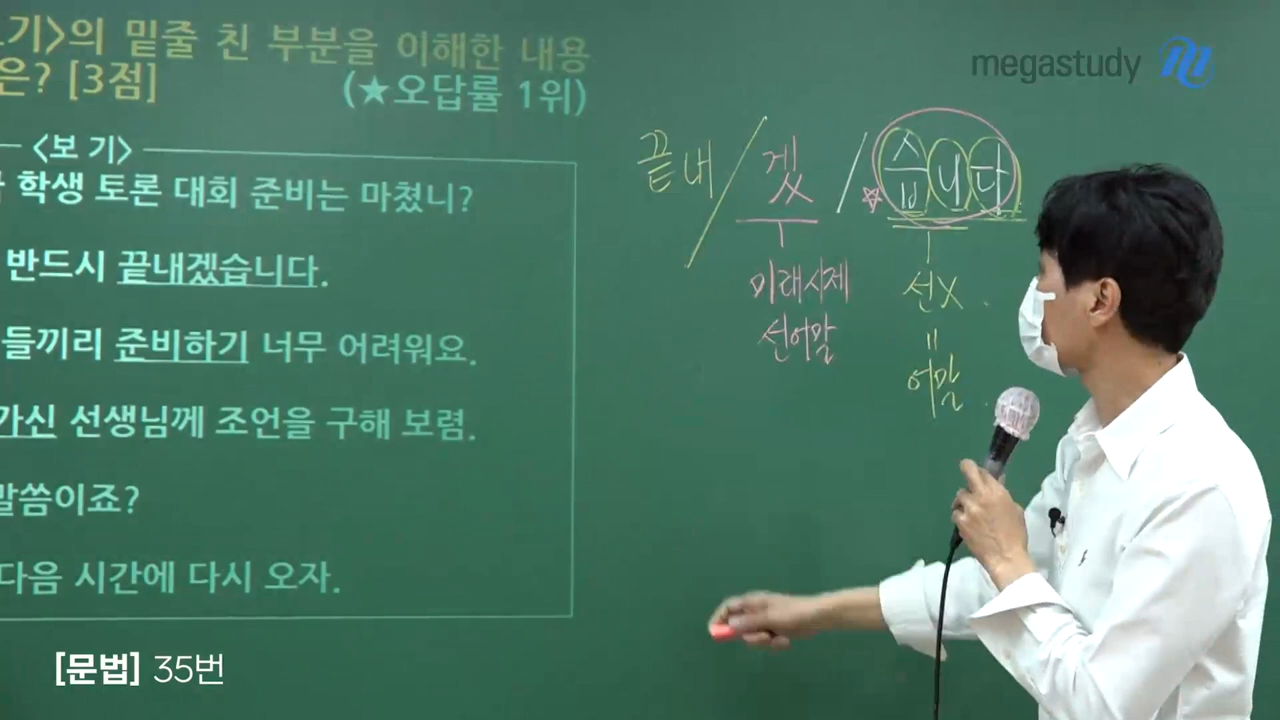 기>의 밑줄 친 부분을 이해한 내용
은? [3점]
(★오답률 1위)
<보 기>
학생 토론 대회 준비는 마쳤니?
반드시 끝내겠습니다.
들끼리 준비하기 너무 어려워요.
가신 선생님께 조언을 구해 보렴.
말씀이죠?
다음 시간에 다시 오자.
[문법] 35번
megastudy
끝내/겠/습니다
미래시제
선어말
선X
=
어말